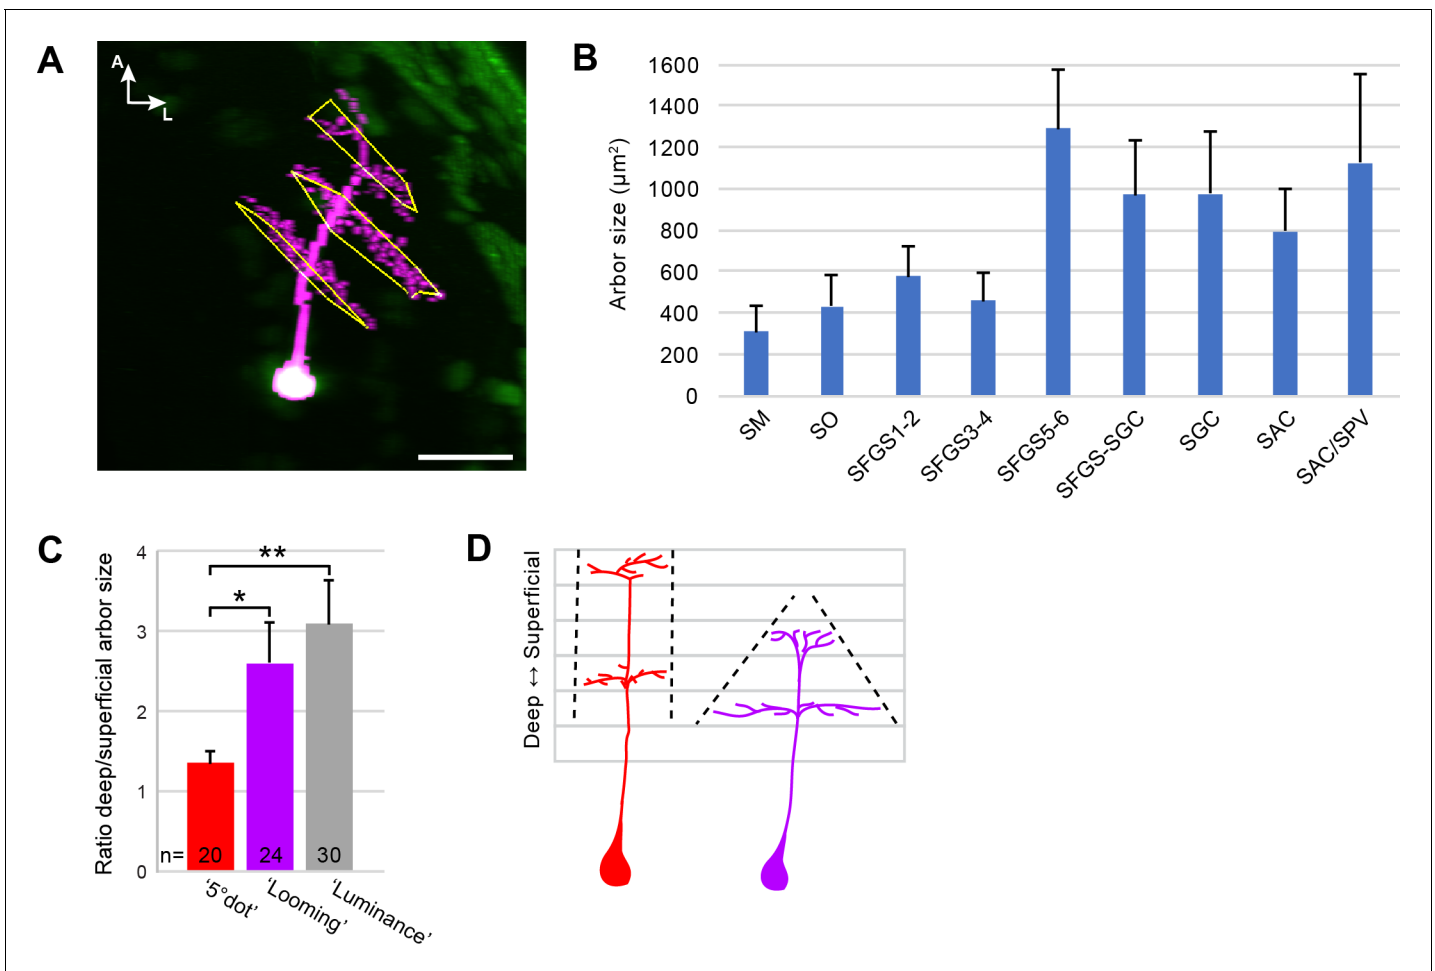 A
A
L
B
Arbor size (µm²)
1600
1400
1200
1000
800
600
400
200
0
SM
SO
SFGS1-2
SFGS3-4
SFGS5-6
SFGS-SGC
SGC
SAC
SAC/SPV
C
Ratio deep/superficial arbor size
4
3
2
1
0
**
*
n= 20 24 30
‘5°dot’
‘Looming’
‘Luminance’
D
Deep ↔ Superficial